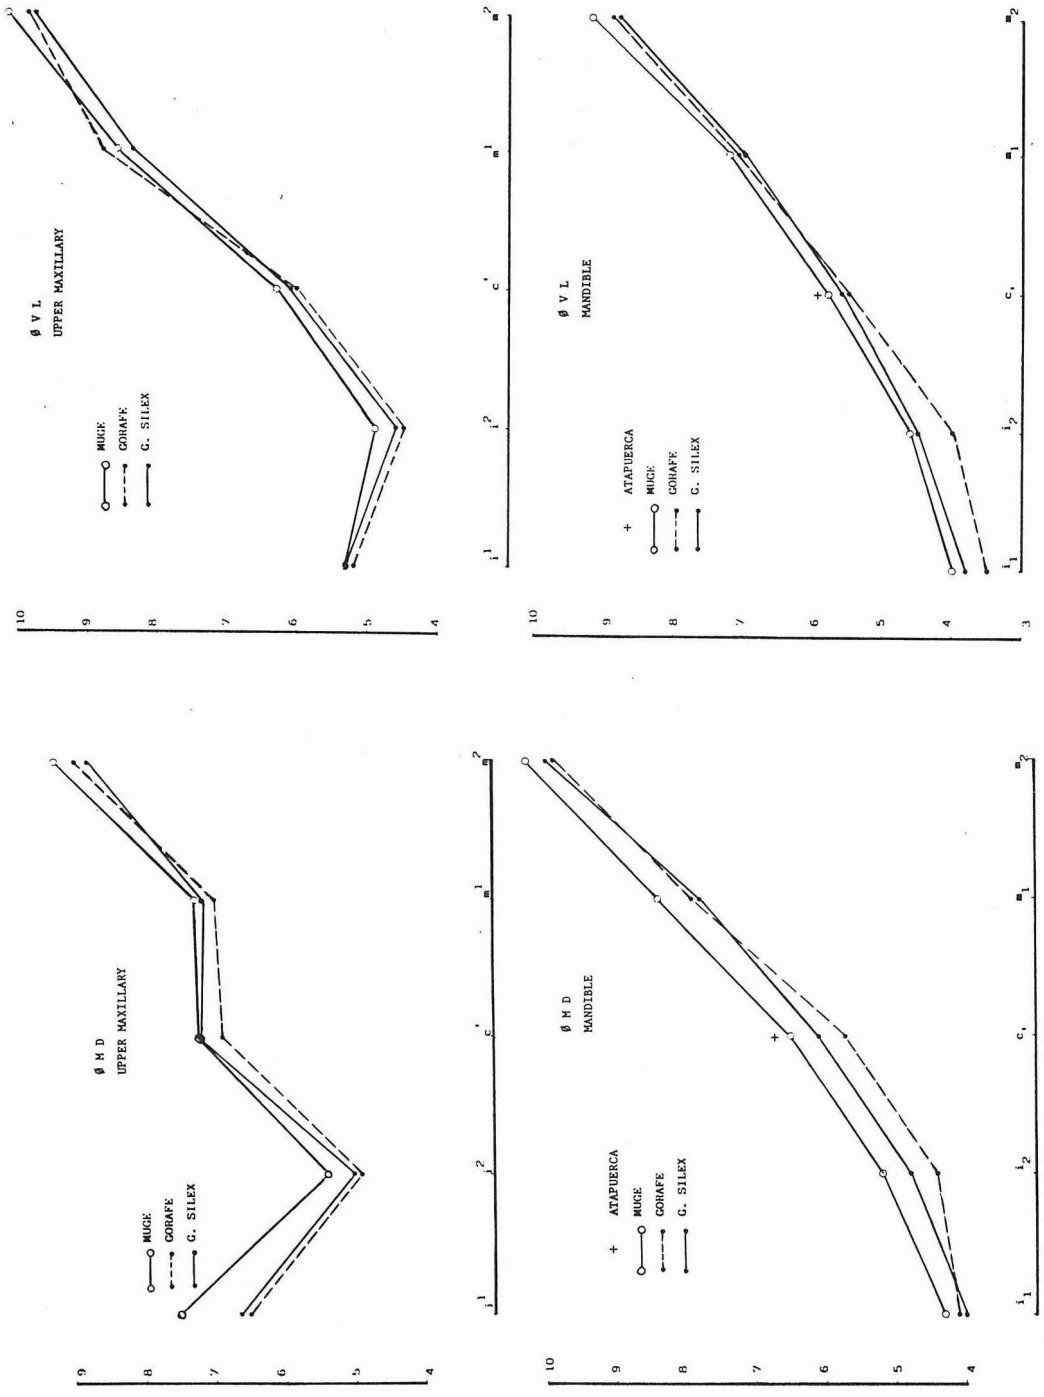 9
8
7
6
5
4
Ø M D
UPPER MAXILLARY
MUGE
GORAFE
G. SILEX
i¹
i²
c'
m¹
m²
10
9
8
7
6
5
4
Ø V L
UPPER MAXILLARY
MUGE
GORAFE
G. SILEX
i¹
i²
c'
m¹
m²
10
9
8
7
6
5
4
Ø M D
MANDIBLE
+ ATAPUERCA
MUGE
GORAFE
G. SILEX
i₁
i₂
c,
m₁
m₂
10
9
8
7
6
5
4
3
Ø V L
MANDIBLE
+ ATAPUERCA
MUGE
GORAFE
G. SILEX
i₁
i₂
c,
m₁
m₂